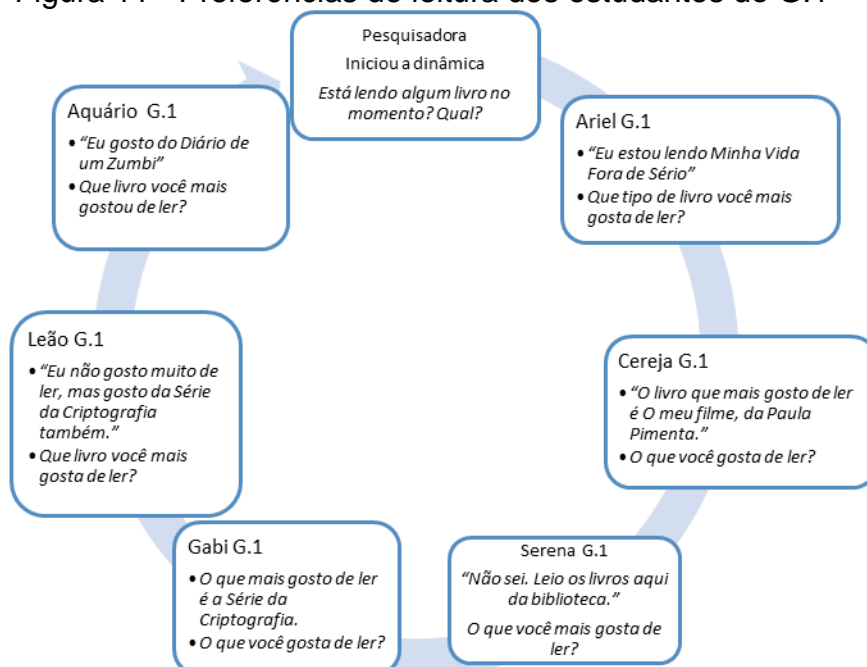 Pesquisadora
Iniciou a dinâmica
Está lendo algum livro no
momento? Qual?
Ariel G.1
• “Eu estou lendo Minha Vida
Fora de Sério”
• Que tipo de livro você mais
gosta de ler?
Cereja G.1
• “O livro que mais gosto de ler
é O meu filme, da Paula
Pimenta.”
• O que você gosta de ler?
Serena G.1
“Não sei. Leio os livros aqui
da biblioteca.”
O que você mais gosta de
ler?
Gabi G.1
• O que mais gosto de ler
é a Série da
Criptografia.
• O que você gosta de ler?
Leão G.1
• “Eu não gosto muito de
ler, mas gosto da Série
da Criptografia
também.”
• Que livro você mais
gosta de ler?
Aquário G.1
• “Eu gosto do Diário de
um Zumbi”
• Que livro você mais
gostou de ler?